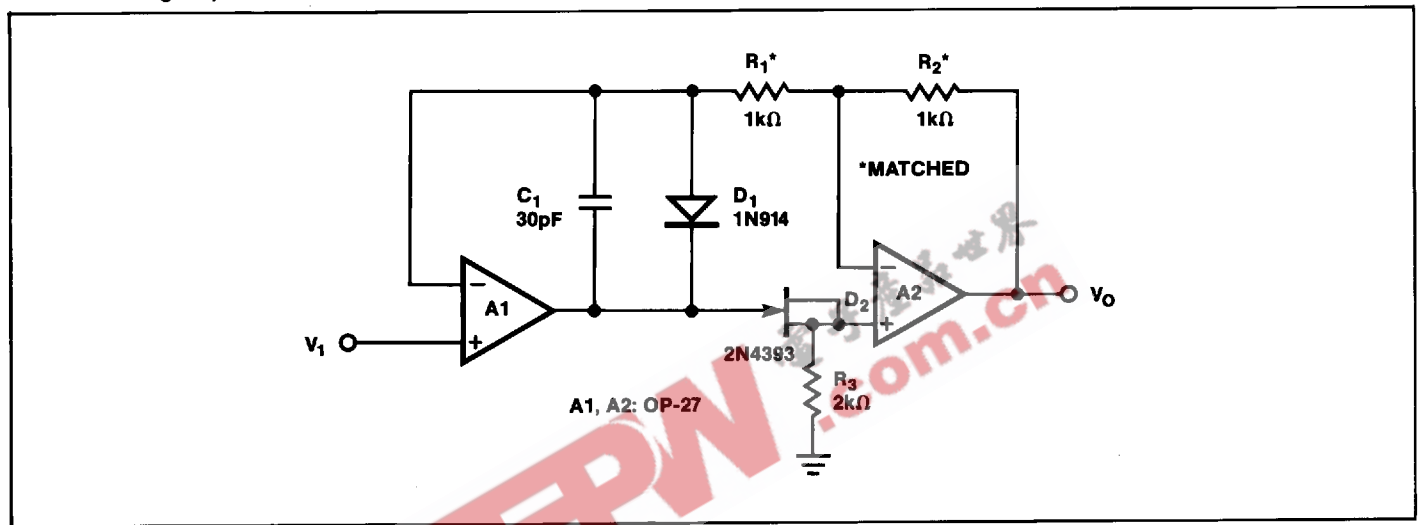 R1*
1kΩ
R2*
1kΩ
*MATCHED
C1
30pF
D1
1N914
A1
−
+
V1
D2
2N4393
A2
−
+
VO
R3
2kΩ
A1, A2: OP-27
.com.cn